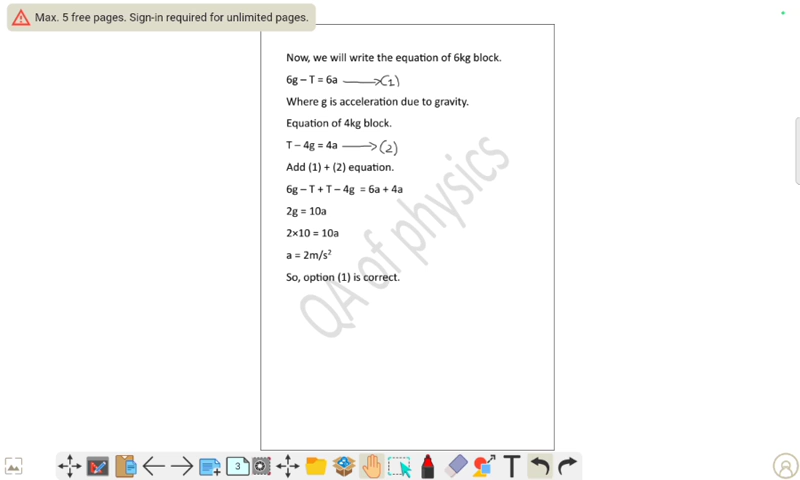 Max. 5 free pages. Sign-in required for unlimited pages.
Now, we will write the equation of 6kg block.
6g – T = 6a ⟶(1)
Where g is acceleration due to gravity.
Equation of 4kg block.
T – 4g = 4a ⟶(2)
Add (1) + (2) equation.
6g – T + T – 4g = 6a + 4a
2g = 10a
2×10 = 10a
a = 2m/s²
So, option (1) is correct.
QA of physics
3
T